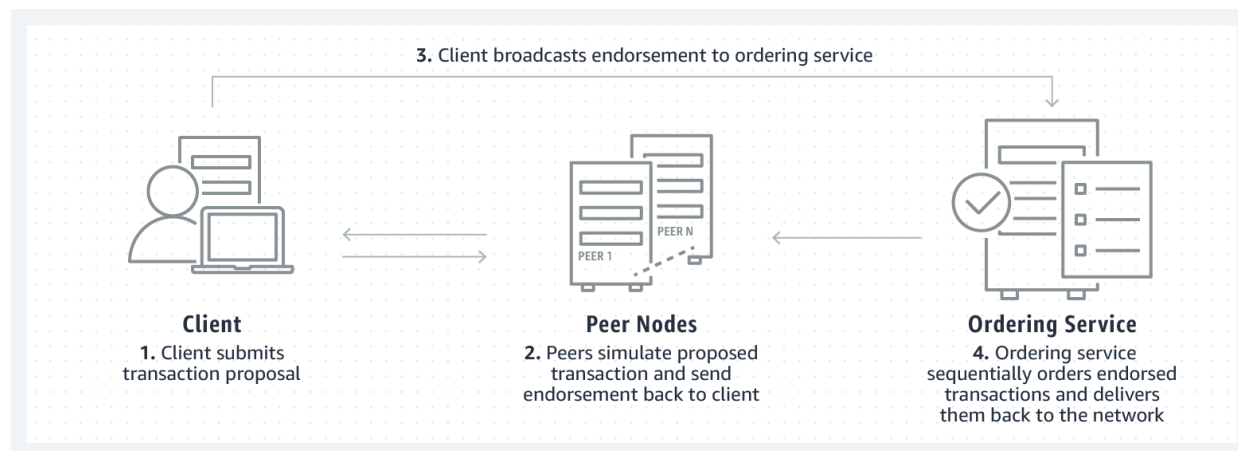 3. Client broadcasts endorsement to ordering service
PEER N
PEER 1
Client
1. Client submits
transaction proposal
Peer Nodes
2. Peers simulate proposed
transaction and send
endorsement back to client
Ordering Service
4. Ordering service
sequentially orders endorsed
transactions and delivers
them back to the network